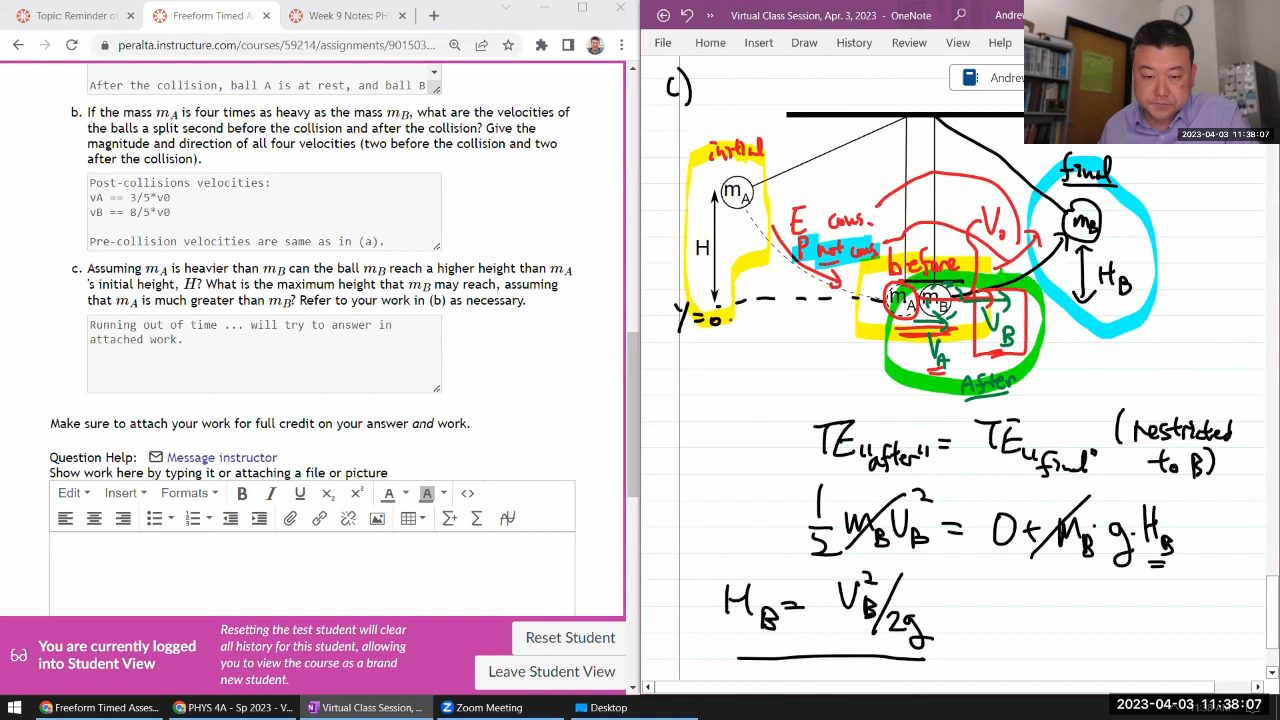 Topic: Reminder of
Freeform Timed A
Week 9 Notes: PH
peralta.instructure.com/courses/59214/assignments/901503...
After the collision, ball A is at rest, and ball B
b. If the mass mA is four times as heavy as the mass mB, what are the velocities of
the balls a split second before the collision and after the collision? Give the
magnitude and direction of all four velocities (two before the collision and two
after the collision).
Post-collisions velocities:
vA == 3/5*v0
vB == 8/5*v0
Pre-collision velocities are same as in (a).
c. Assuming mA is heavier than mB can the ball mB reach a higher height than mA
's initial height, H? What is the maximum height that mB may reach, assuming
that mA is much greater than mB? Refer to your work in (b) as necessary.
Running out of time ... will try to answer in
attached work.
Make sure to attach your work for full credit on your answer and work.
Question Help: Message instructor
Show work here by typing it or attaching a file or picture
Edit Insert Formats B I U x₂ x² A A <>
You are currently logged
into Student View
Resetting the test student will clear
all history for this student, allowing
you to view the course as a brand
new student.
Reset Student
Leave Student View
Virtual Class Session, Apr. 3, 2023 - OneNote
Andre
File Home Insert Draw History Review View Help
Andrew
2023-04-03 11:38:07
c)
initial
mA
H
y=0
E cons.
P not cons
before
V₀
mA mB
VA
VB
After
final
mB
HB
TE"after" = TE"final" (restricted
to B)
1/2 mB VB² = 0 + mB·g·HB
HB = VB²/2g
Freeform Timed Asses...
PHYS 4A - Sp 2023 - V...
Virtual Class Session, ...
Zoom Meeting
Desktop
2023-04-03 11:38:07